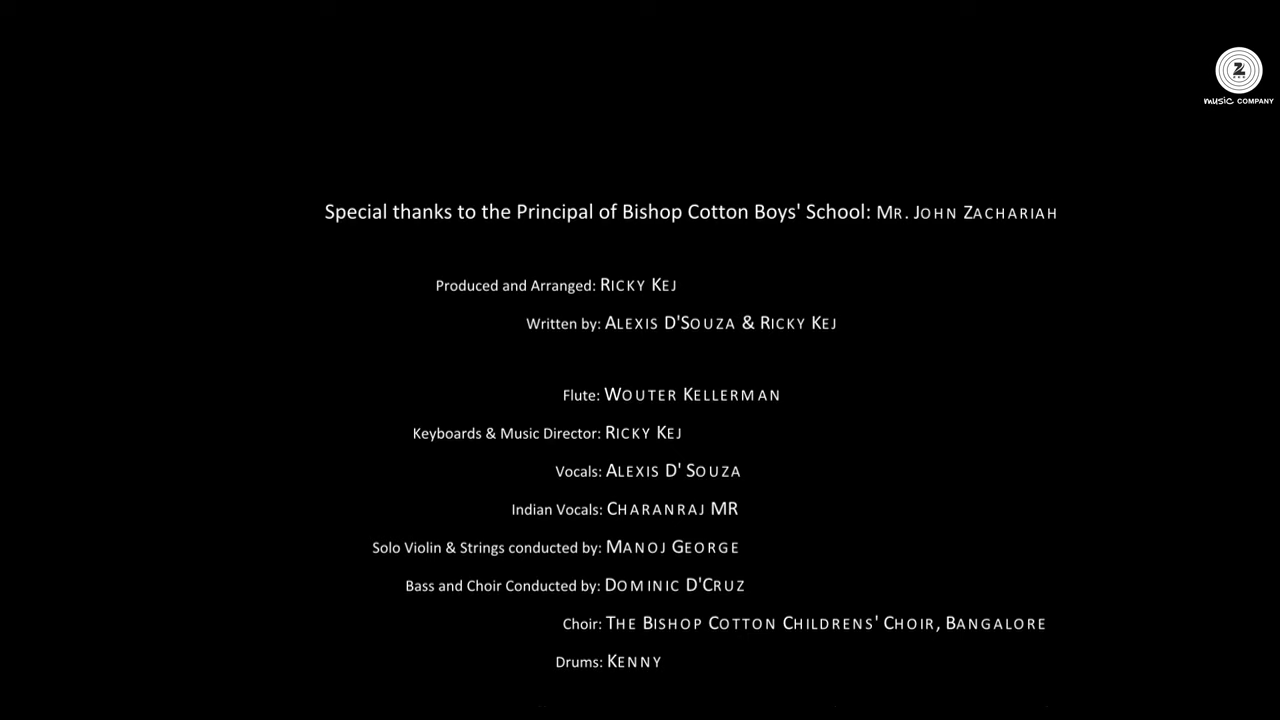 Z
ZEE
music COMPANY
Special thanks to the Principal of Bishop Cotton Boys' School: MR. JOHN ZACHARIAH
Produced and Arranged: RICKY KEJ
Written by: ALEXIS D'SOUZA & RICKY KEJ
Flute: WOUTER KELLERMAN
Keyboards & Music Director: RICKY KEJ
Vocals: ALEXIS D' SOUZA
Indian Vocals: CHARANRAJ MR
Solo Violin & Strings conducted by: MANOJ GEORGE
Bass and Choir Conducted by: DOMINIC D'CRUZ
Choir: THE BISHOP COTTON CHILDRENS' CHOIR, BANGALORE
Drums: KENNY